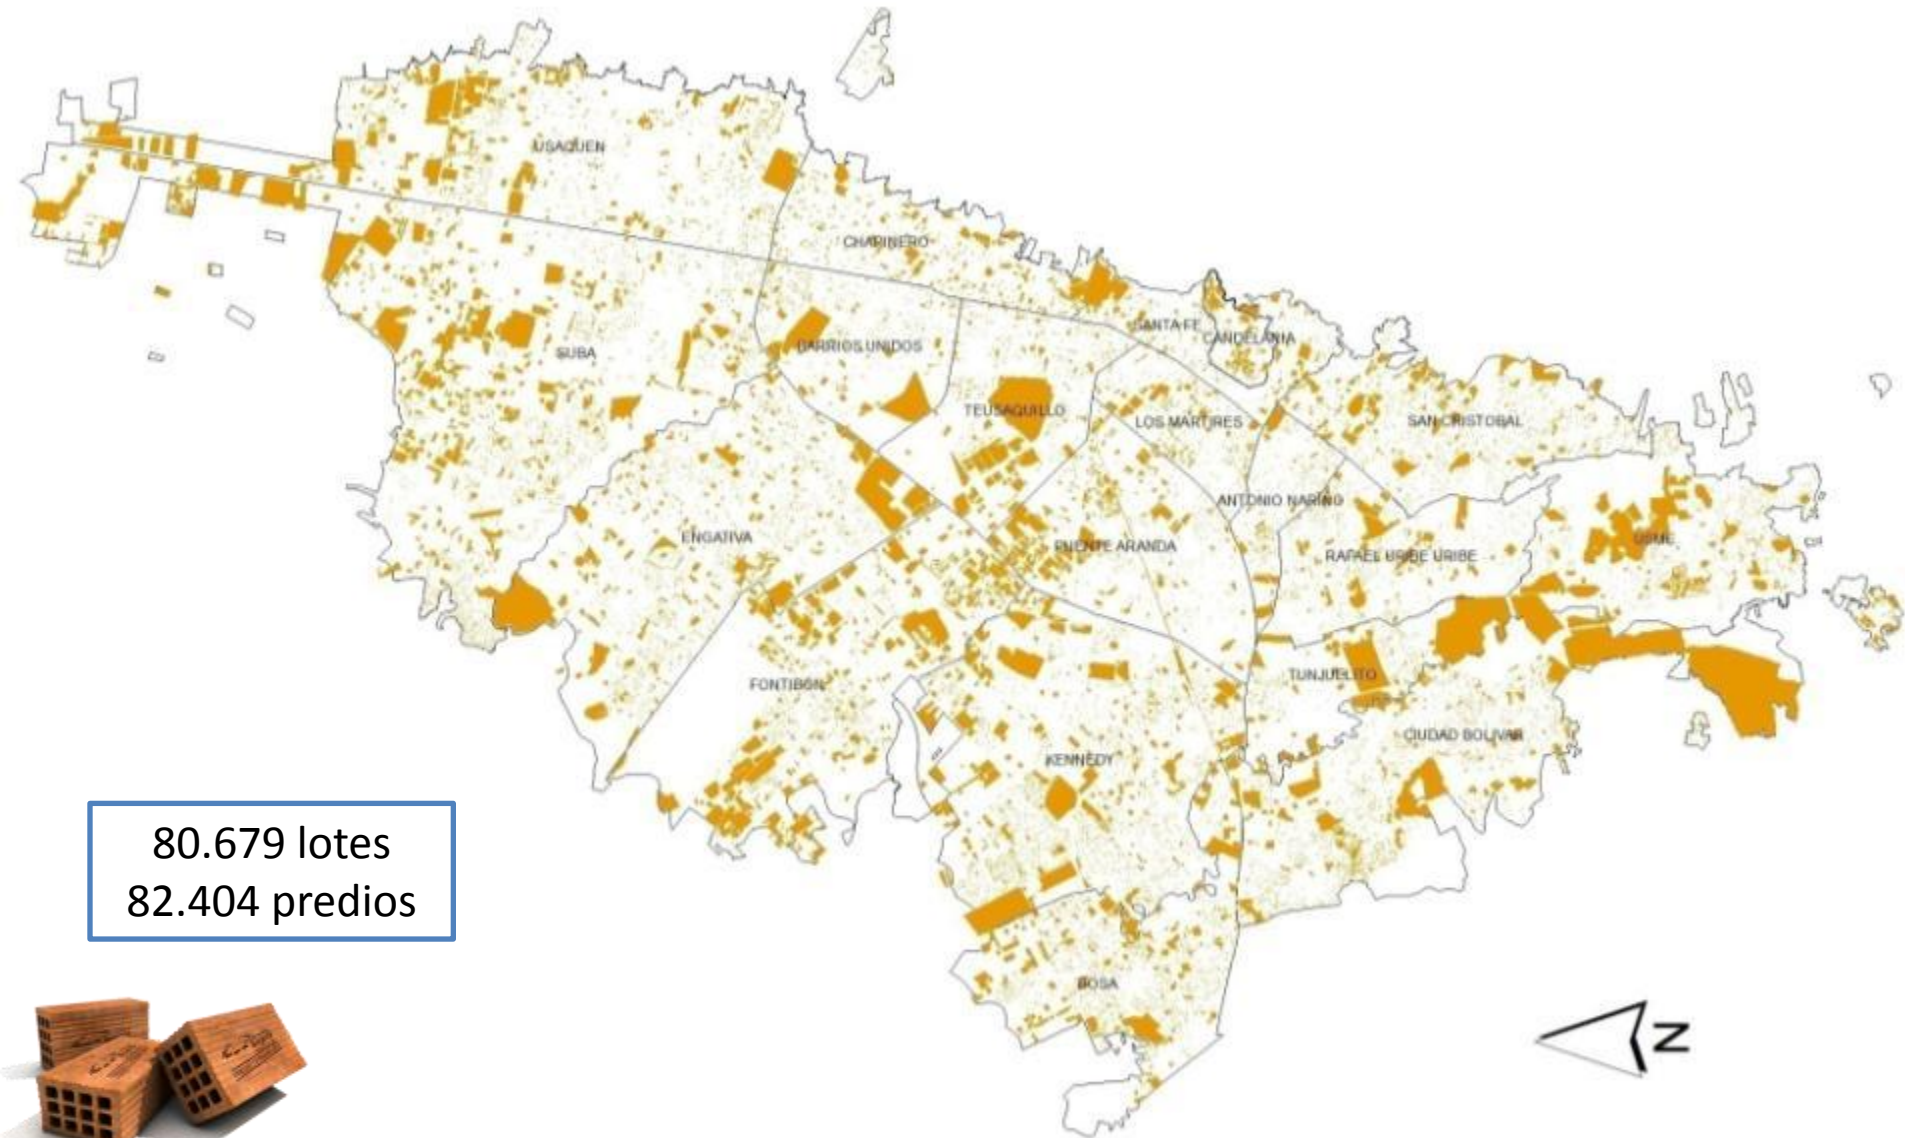 USAQUEN
CHAPINERO
SANTA FE
CANDELARIA
SUBA
BARRIOS UNIDOS
TEUSAQUILLO
LOS MARTIRES
SAN CRISTOBAL
ANTONIO NARIÑO
ENGATIVA
PUENTE ARANDA
RAFAEL URIBE URIBE
USME
FONTIBON
TUNJUELITO
CIUDAD BOLIVAR
KENNEDY
80.679 lotes
82.404 predios
BOSA
N